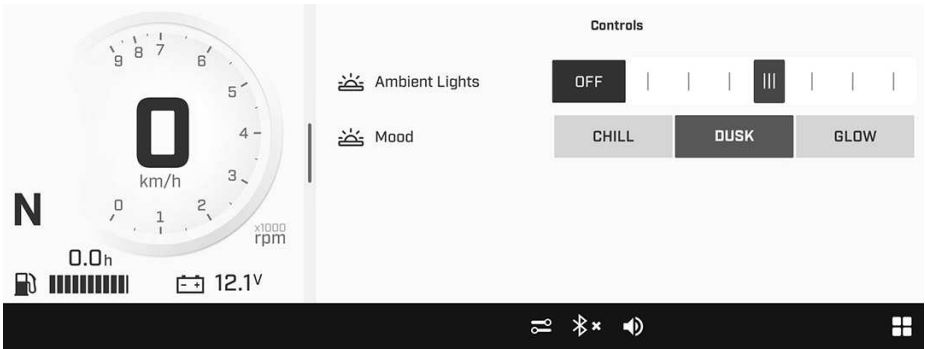 Controls
Ambient Lights
OFF
Mood
CHILL
DUSK
GLOW
9
8
7
6
5
4
3
2
1
0
0
km/h
N
x1000
rpm
0.0h
12.1V